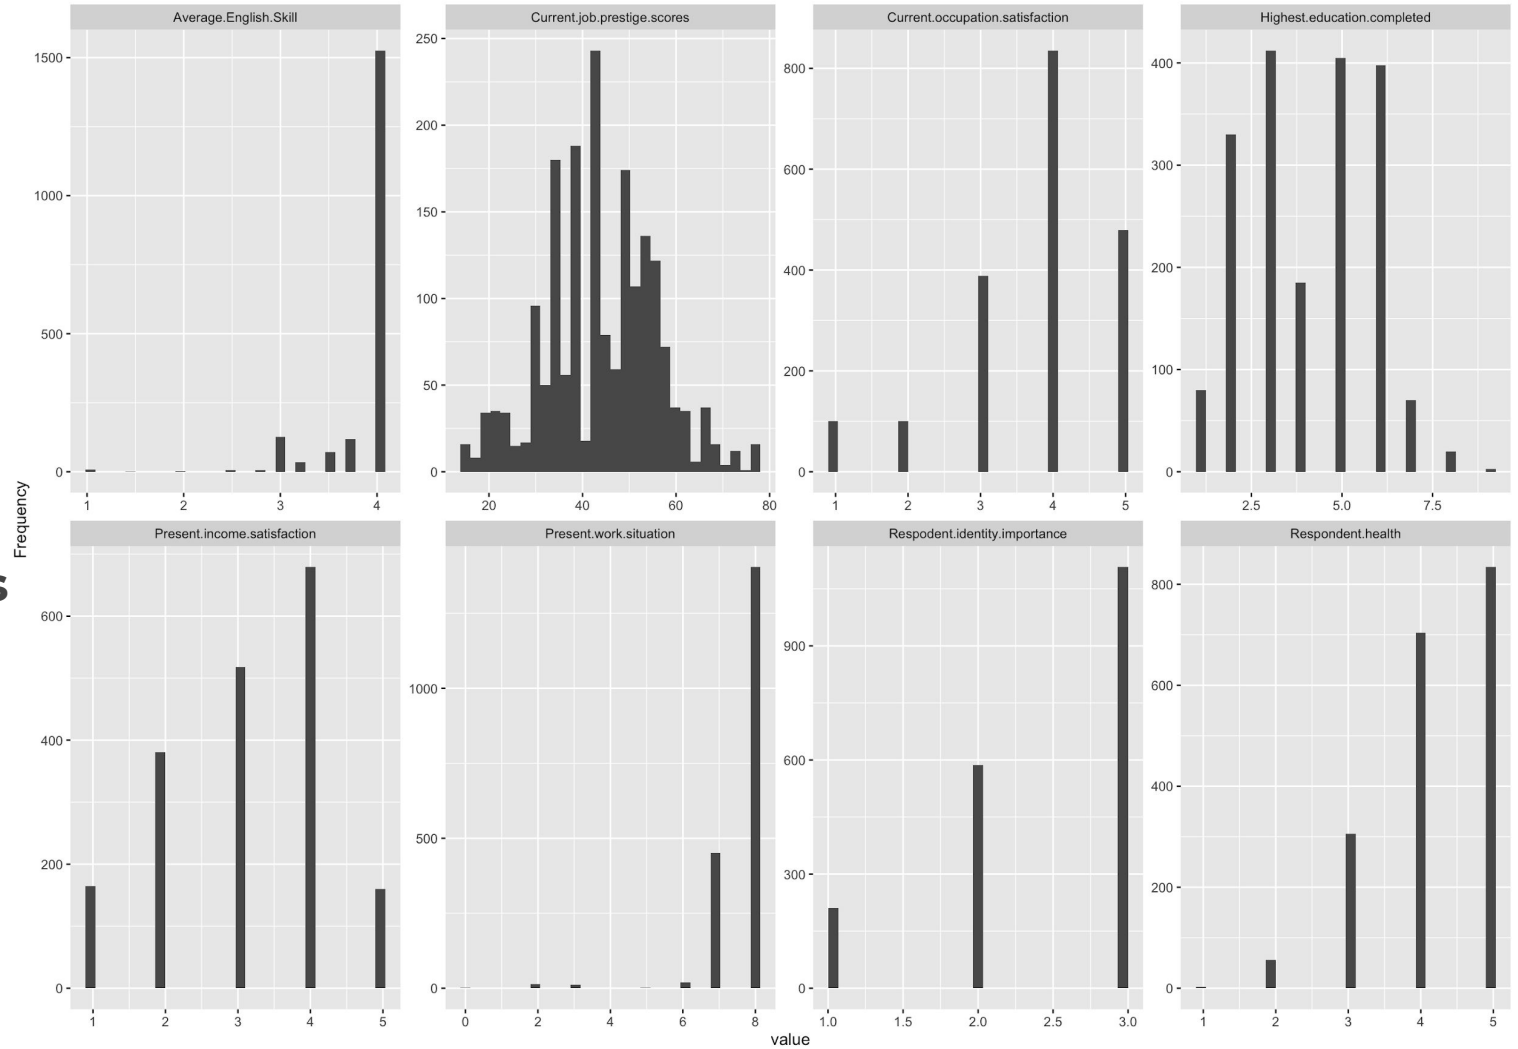 Average.English.Skill
Current.job.prestige.scores
Current.occupation.satisfaction
Highest.education.completed
1500
1000
500
0
1 2 3 4
250
200
150
100
50
0
20 40 60 80
800
600
400
200
0
1 2 3 4 5
400
300
200
100
0
2.5 5.0 7.5
Frequency
s
Present.income.satisfaction
Present.work.situation
Respodent.identity.importance
Respondent.health
600
400
200
0
1 2 3 4 5
1000
500
0
0 2 4 6 8
900
600
300
0
1.0 1.5 2.0 2.5 3.0
800
600
400
200
0
1 2 3 4 5
value